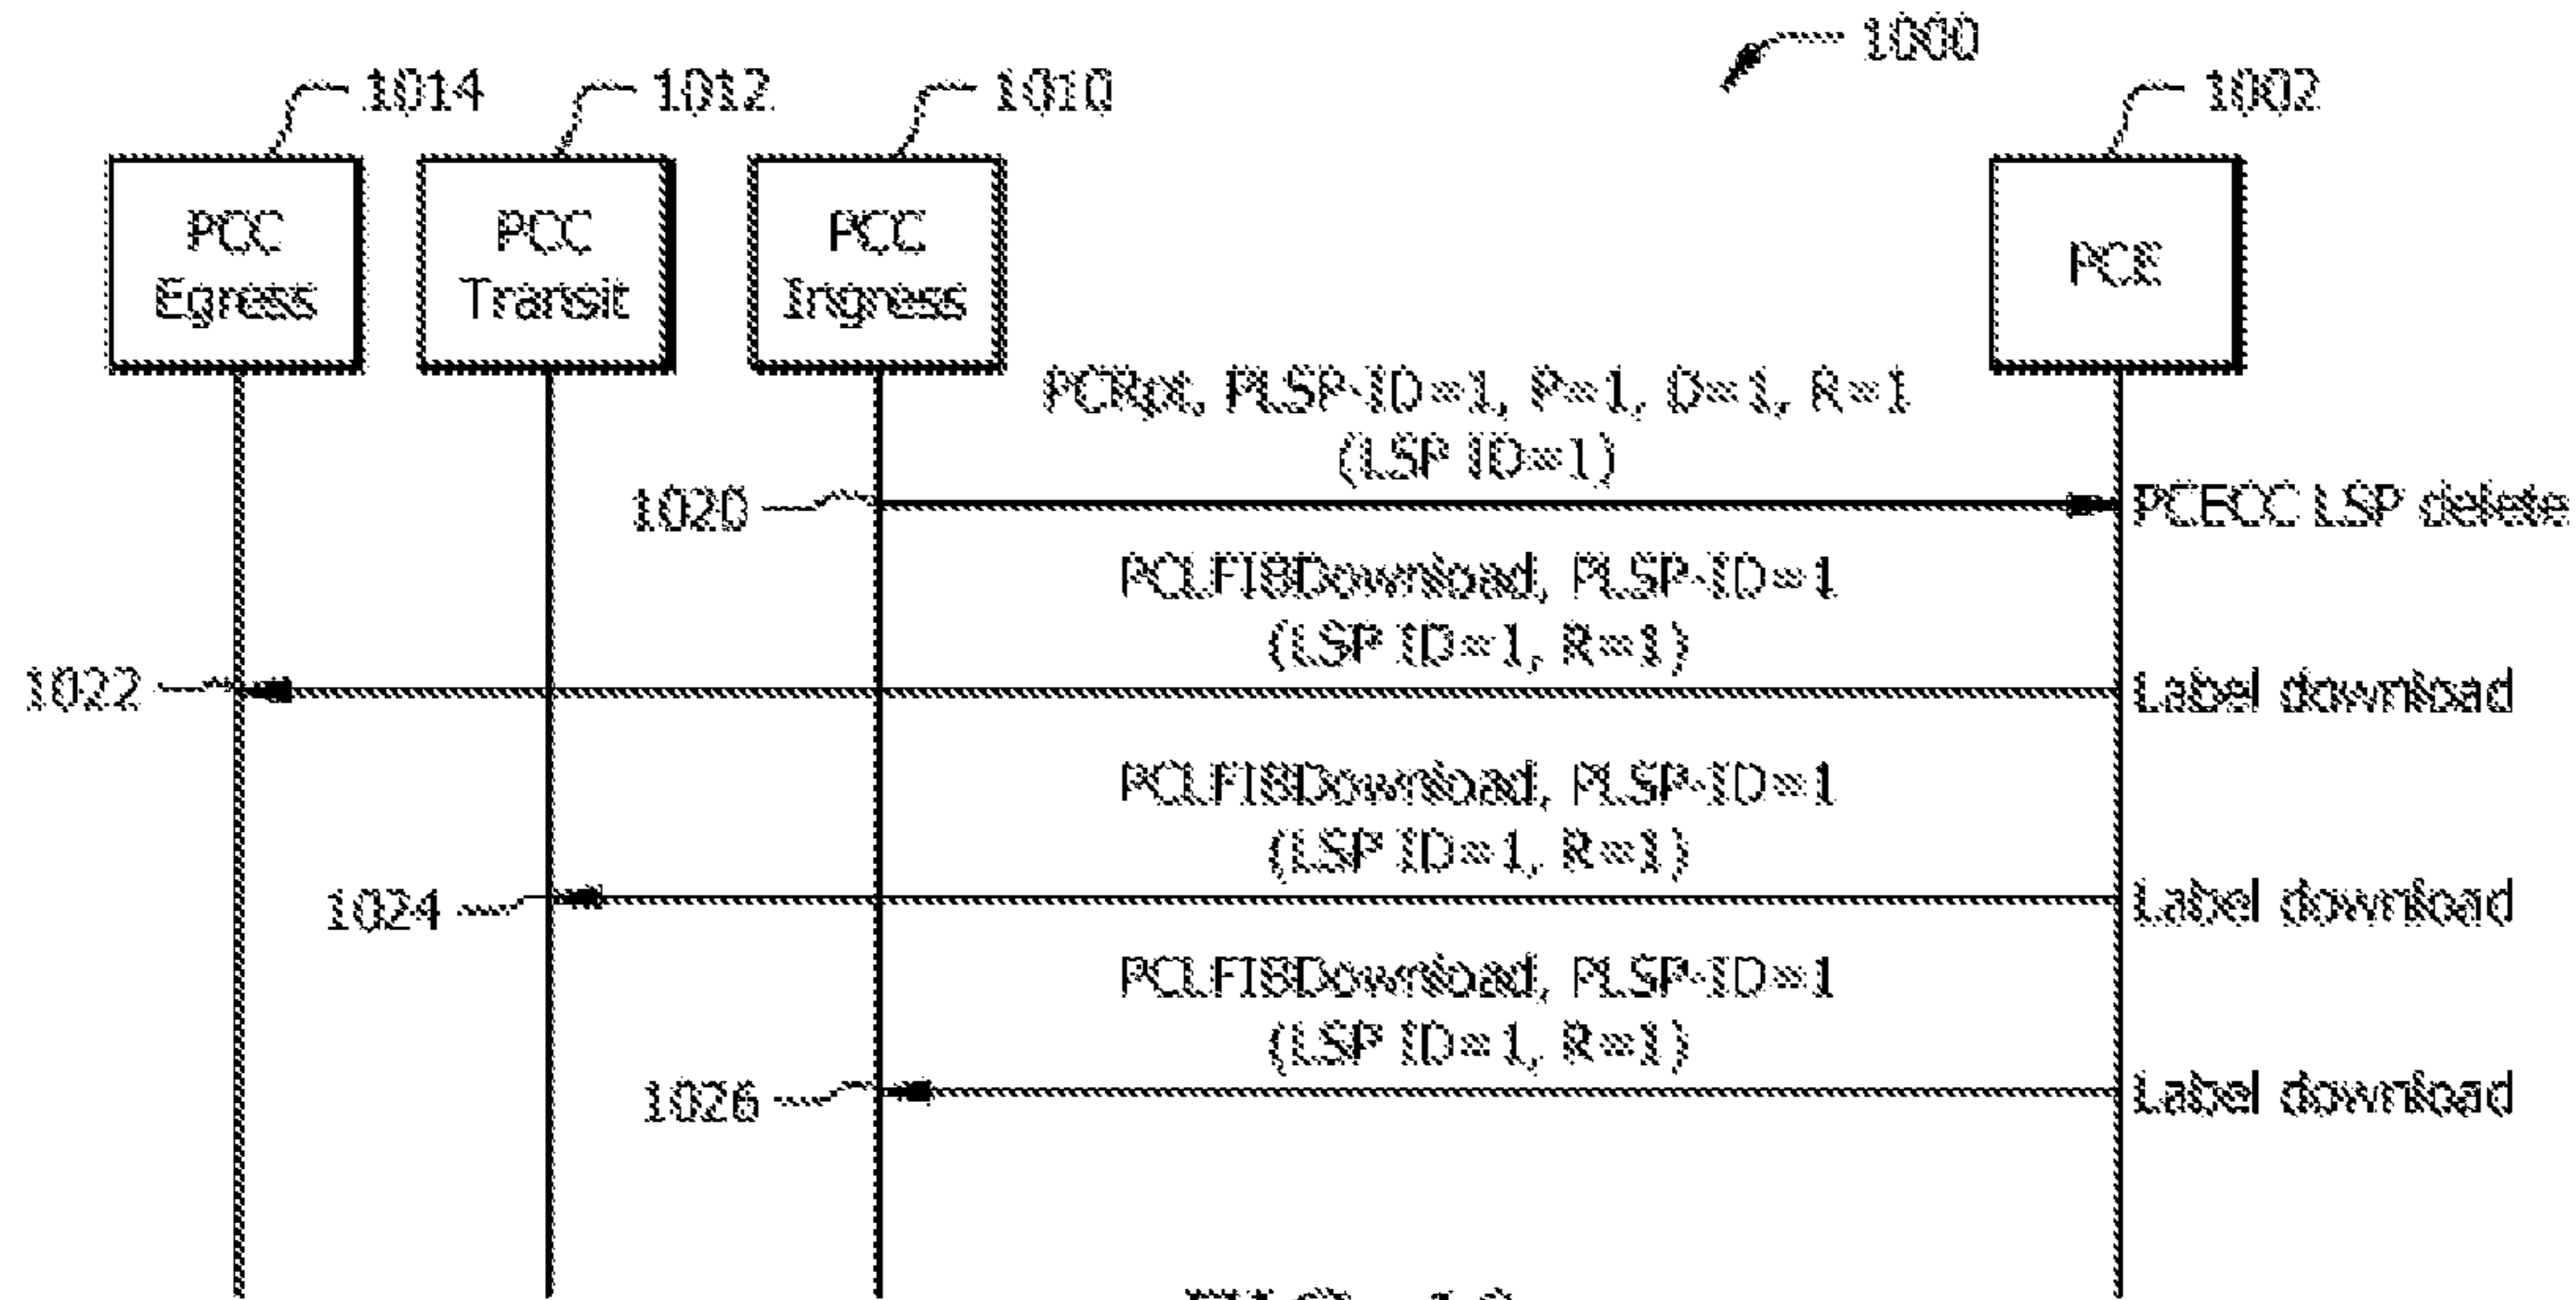 1000
1014
1012
1010
1002
PCC
Egress
PCC
Transit
PCC
Ingress
PCE
PCRpt, PLSP-ID=1, P=1, D=1, R=1
(LSP ID=1)
1020
PCECC LSP delete
PCLFIBDownload, PLSP-ID=1
(LSP ID=1, R=1)
1022
Label download
PCLFIBDownload, PLSP-ID=1
(LSP ID=1, R=1)
1024
Label download
PCLFIBDownload, PLSP-ID=1
(LSP ID=1, R=1)
1026
Label download